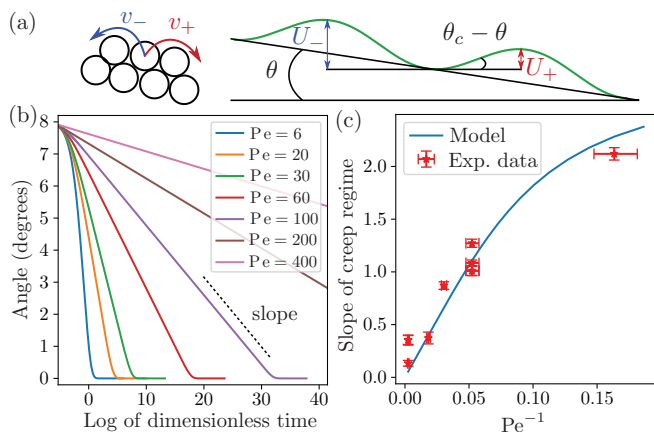 (a)
v₋
v₊
θ
U₋
θc − θ
U₊
(b)
Angle (degrees)
8
7
6
5
4
3
2
1
0
Pe = 6
Pe = 20
Pe = 30
Pe = 60
Pe = 100
Pe = 200
Pe = 400
slope
0 10 20 30 40
Log of dimensionless time
(c)
Slope of creep regime
2.0
1.5
1.0
0.5
0.0
Model
Exp. data
0.00 0.05 0.10 0.15
Pe⁻¹